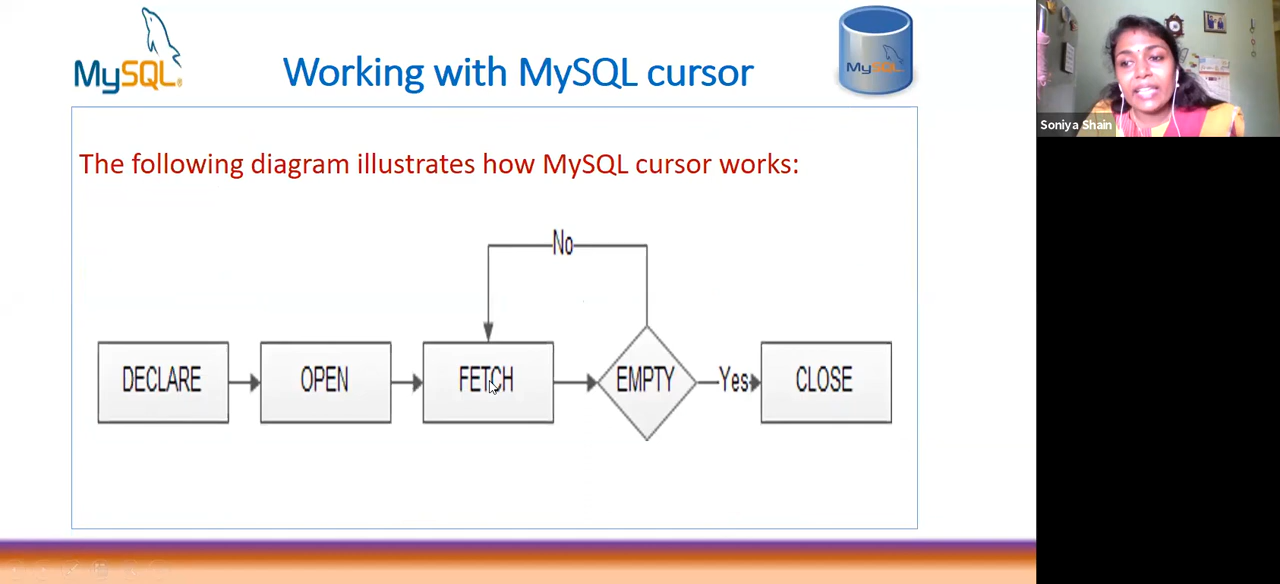 MySQL
Working with MySQL cursor
MySQL
Soniya Shain
The following diagram illustrates how MySQL cursor works:
No
DECLARE
OPEN
FETCH
EMPTY
Yes
CLOSE